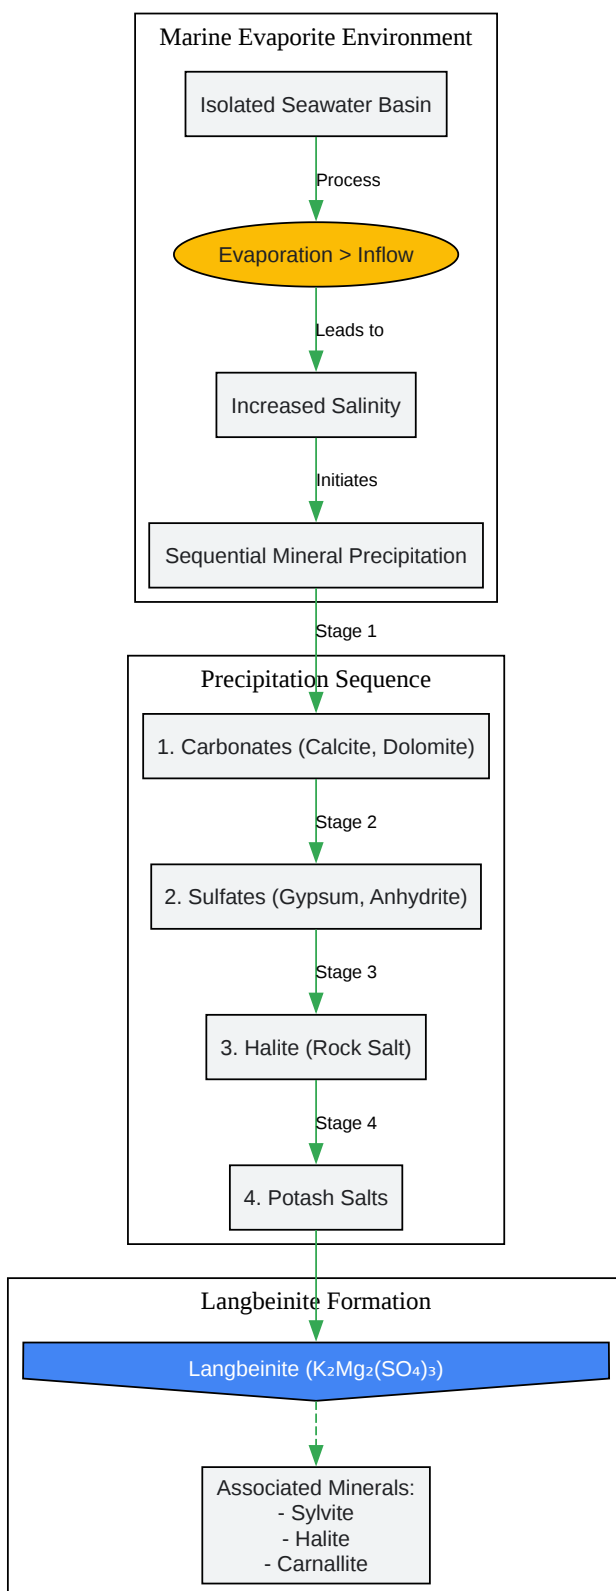 Marine Evaporite Environment
Isolated Seawater Basin
Process
Evaporation > Inflow
Leads to
Increased Salinity
Initiates
Sequential Mineral Precipitation
Stage 1
Precipitation Sequence
1. Carbonates (Calcite, Dolomite)
Stage 2
2. Sulfates (Gypsum, Anhydrite)
Stage 3
3. Halite (Rock Salt)
Stage 4
4. Potash Salts
Langbeinite Formation
Langbeinite (K₂Mg₂(SO₄)₃)
Associated Minerals:
- Sylvite
- Halite
- Carnallite